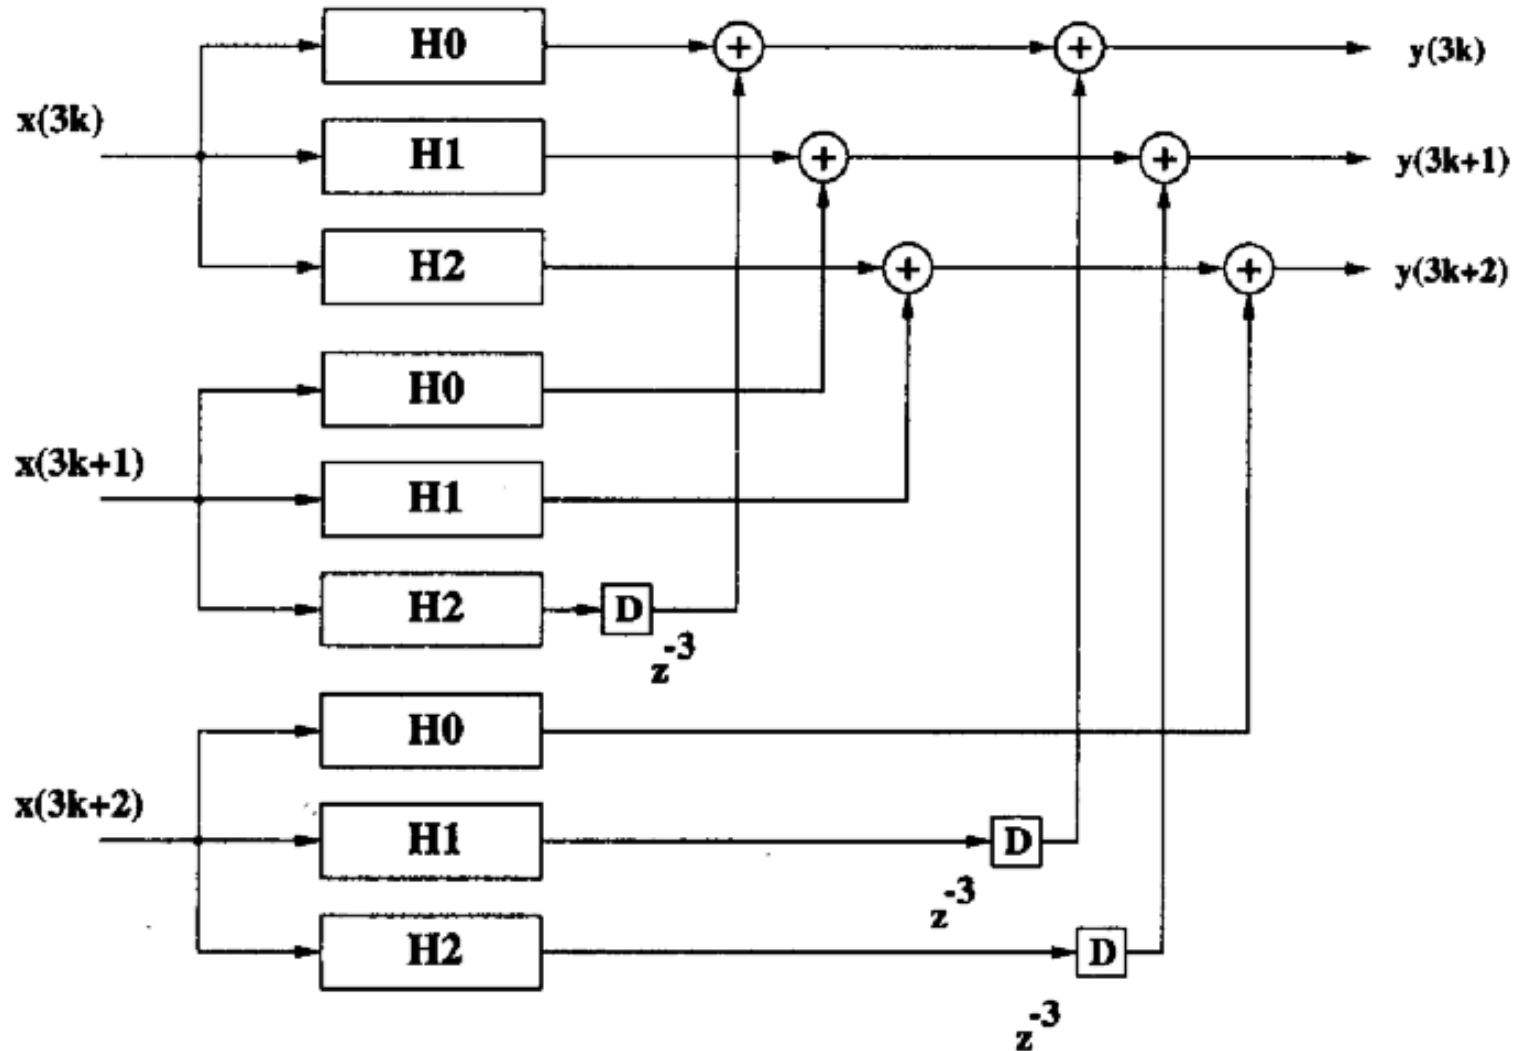 H0
+
+
y(3k)
x(3k)
H1
+
+
y(3k+1)
H2
+
+
y(3k+2)
H0
x(3k+1)
H1
H2
D
z-3
H0
x(3k+2)
H1
D
z-3
H2
D
z-3